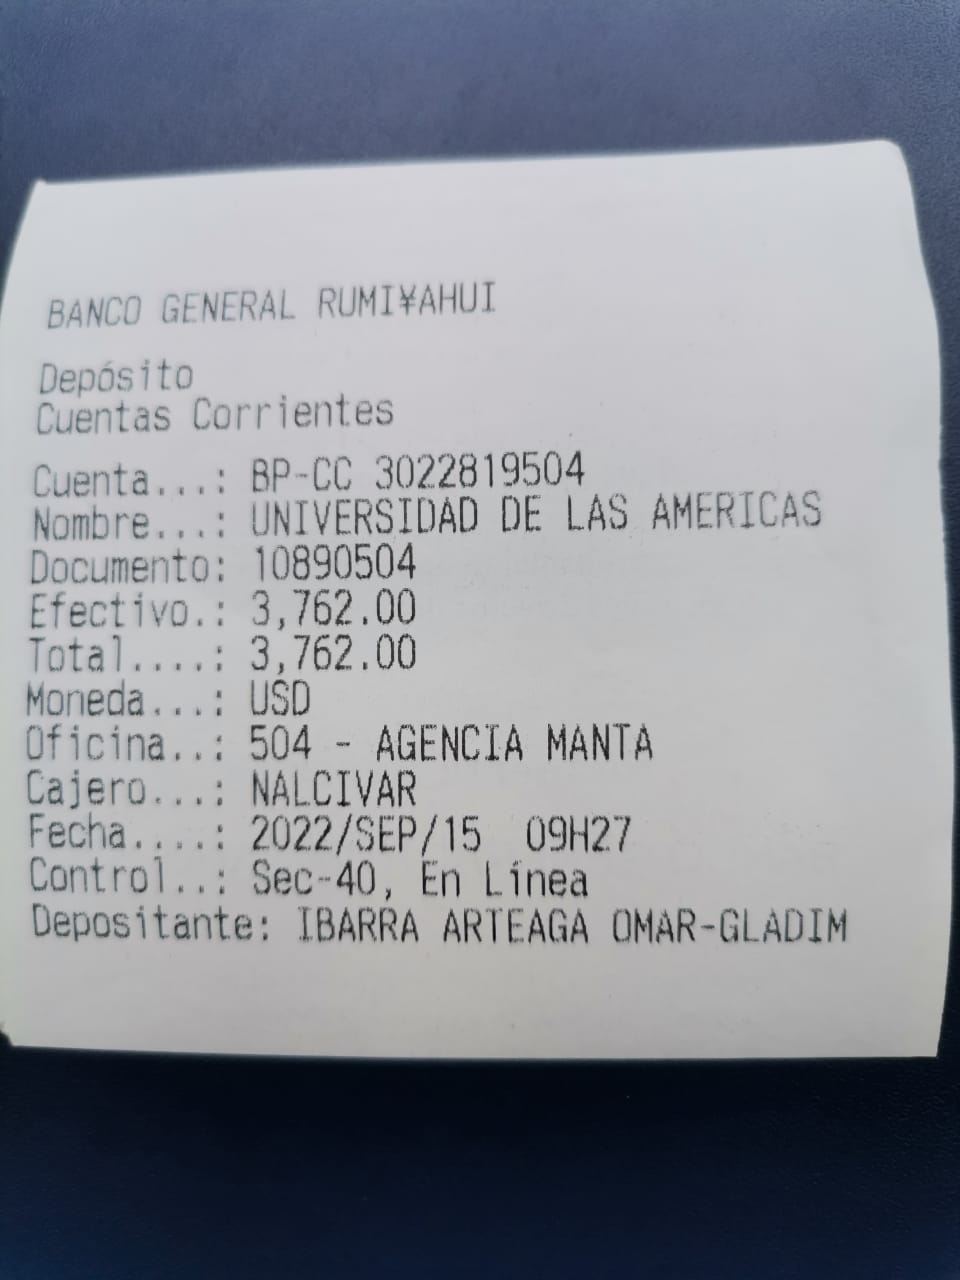 BANCO GENERAL RUMI¥AHUI
Depósito
Cuentas Corrientes
Cuenta...: BP-CC 3022819504
Nombre...: UNIVERSIDAD DE LAS AMERICAS
Documento: 10890504
Efectivo.: 3,762.00
Total....: 3,762.00
Moneda...: USD
Oficina..: 504 - AGENCIA MANTA
Cajero...: NALCIVAR
Fecha....: 2022/SEP/15  09H27
Control..: Sec-40, En Línea
Depositante: IBARRA ARTEAGA OMAR-GLADIM